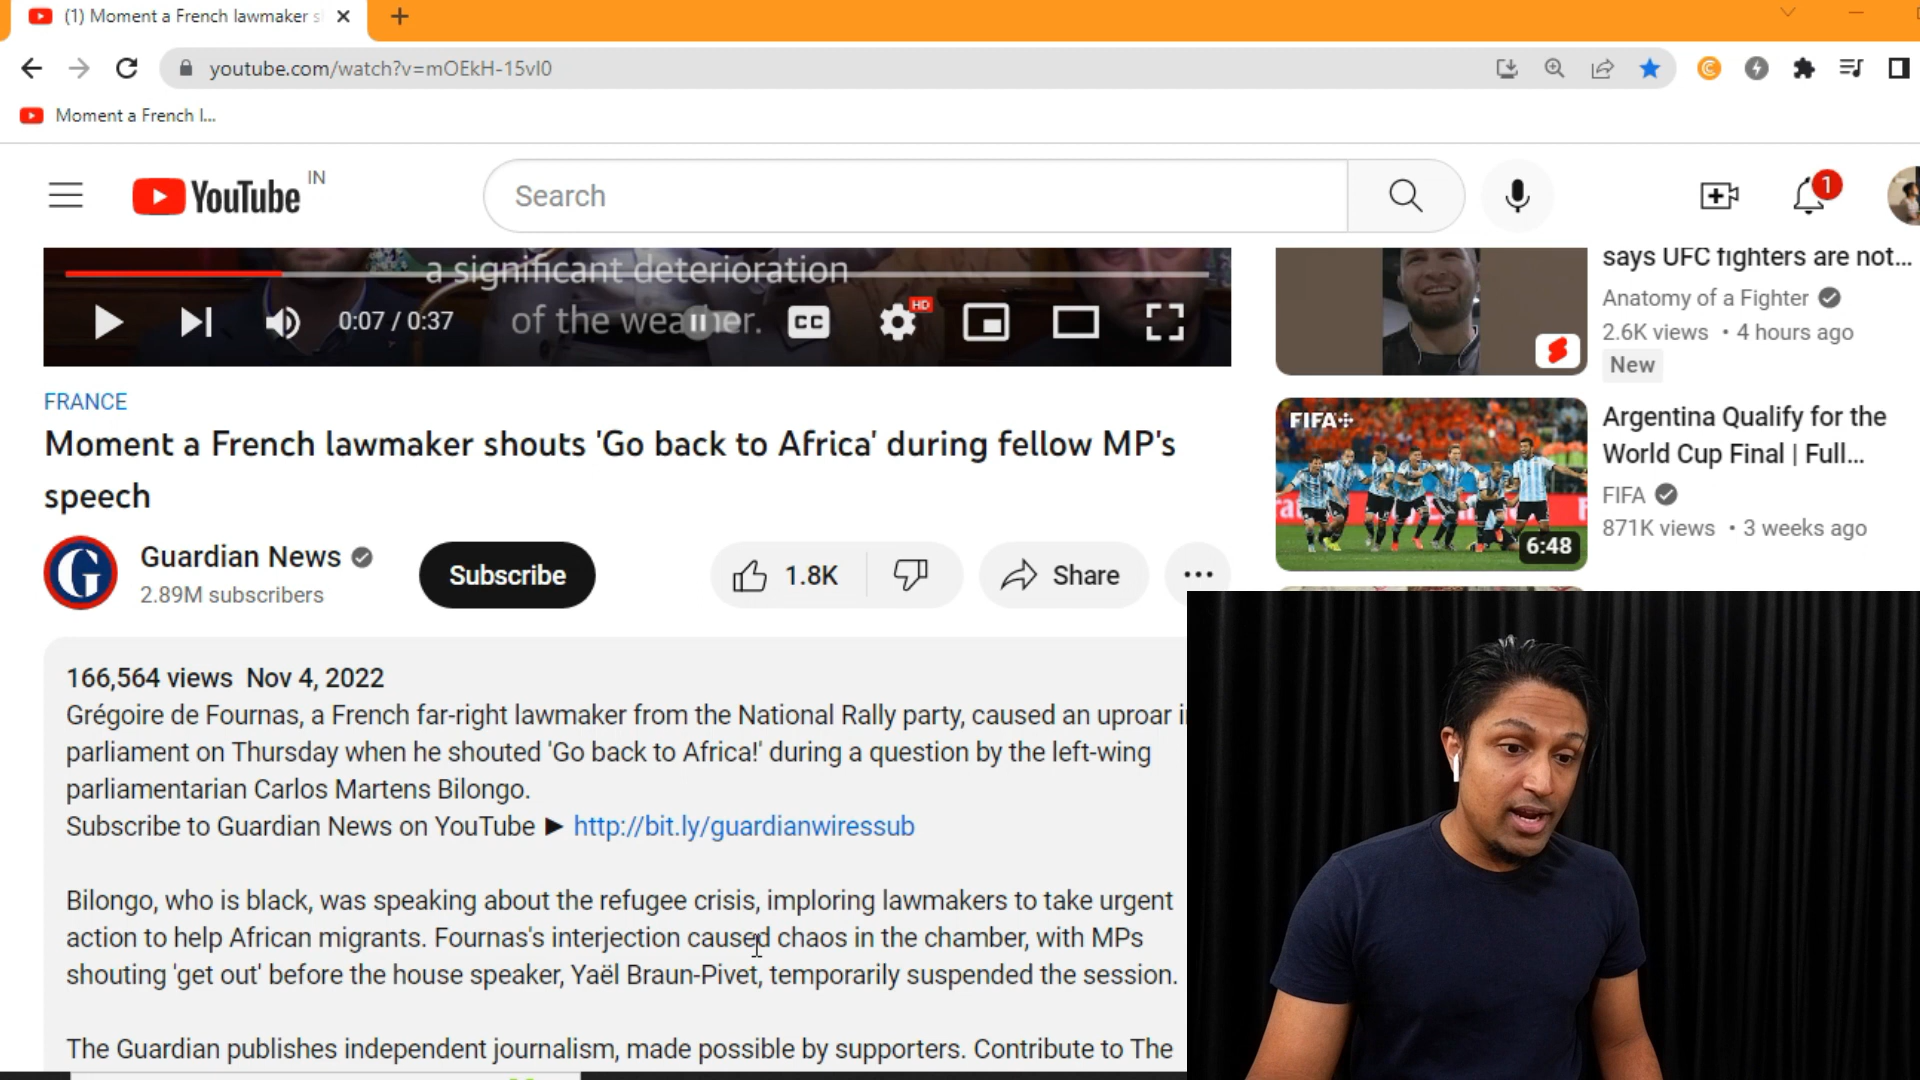 (1) Moment a French lawmaker s
youtube.com/watch?v=mOEkH-15vl0
Moment a French l...
YouTube IN
Search
1
a significant deterioration
of the weather.
0:07 / 0:37
CC
HD
says UFC fighters are not...
Anatomy of a Fighter
2.6K views • 4 hours ago
New
FRANCE
Moment a French lawmaker shouts 'Go back to Africa' during fellow MP's
speech
FIFA+
6:48
Argentina Qualify for the
World Cup Final | Full...
FIFA
871K views • 3 weeks ago
G
Guardian News
2.89M subscribers
Subscribe
1.8K
Share
166,564 views Nov 4, 2022
Grégoire de Fournas, a French far-right lawmaker from the National Rally party, caused an uproar i
parliament on Thursday when he shouted 'Go back to Africa!' during a question by the left-wing
parliamentarian Carlos Martens Bilongo.
Subscribe to Guardian News on YouTube ► http://bit.ly/guardianwiressub
Bilongo, who is black, was speaking about the refugee crisis, imploring lawmakers to take urgent
action to help African migrants. Fournas's interjection caused chaos in the chamber, with MPs
shouting 'get out' before the house speaker, Yaël Braun-Pivet, temporarily suspended the session.
The Guardian publishes independent journalism, made possible by supporters. Contribute to The